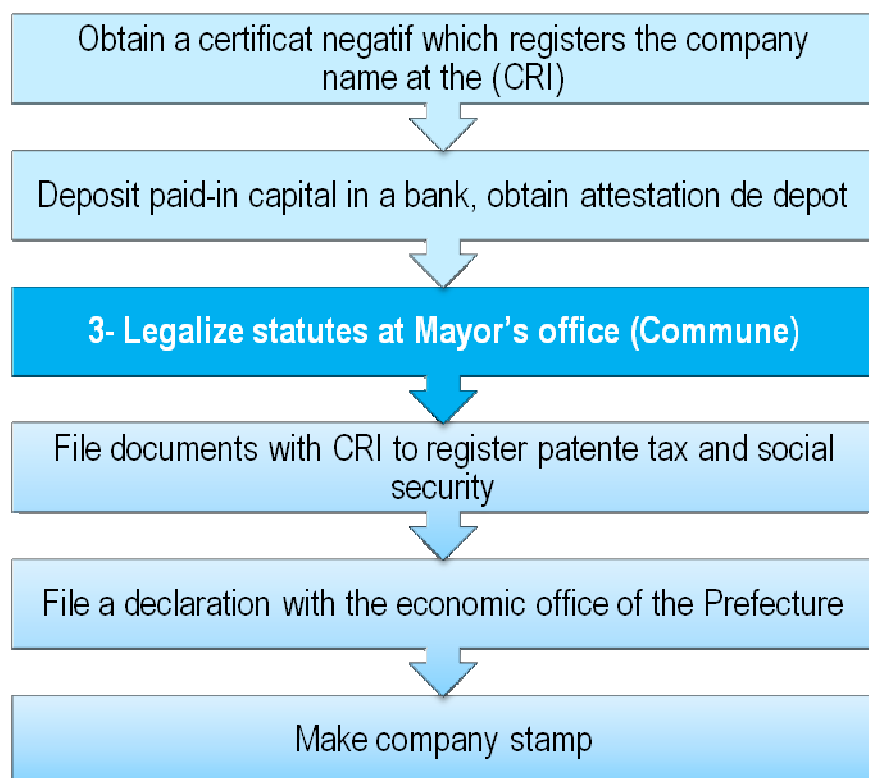 Obtain a certificat negatif which registers the company
name at the (CRI)
Deposit paid-in capital in a bank, obtain attestation de depot
3- Legalize statutes at Mayor’s office (Commune)
File documents with CRI to register patente tax and social
security
File a declaration with the economic office of the Prefecture
Make company stamp